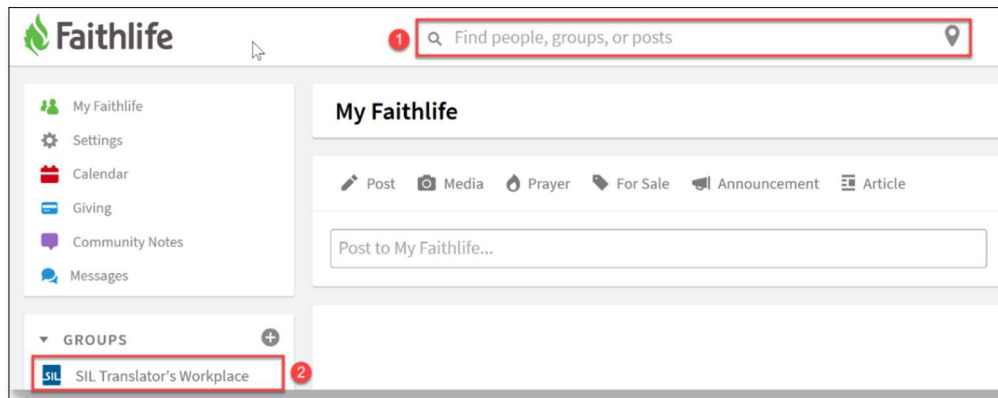 Faithlife
1 Find people, groups, or posts
My Faithlife
Settings
Calendar
Giving
Community Notes
Messages
GROUPS
SIL SIL Translator's Workplace 2
My Faithlife
Post Media Prayer For Sale Announcement Article
Post to My Faithlife...